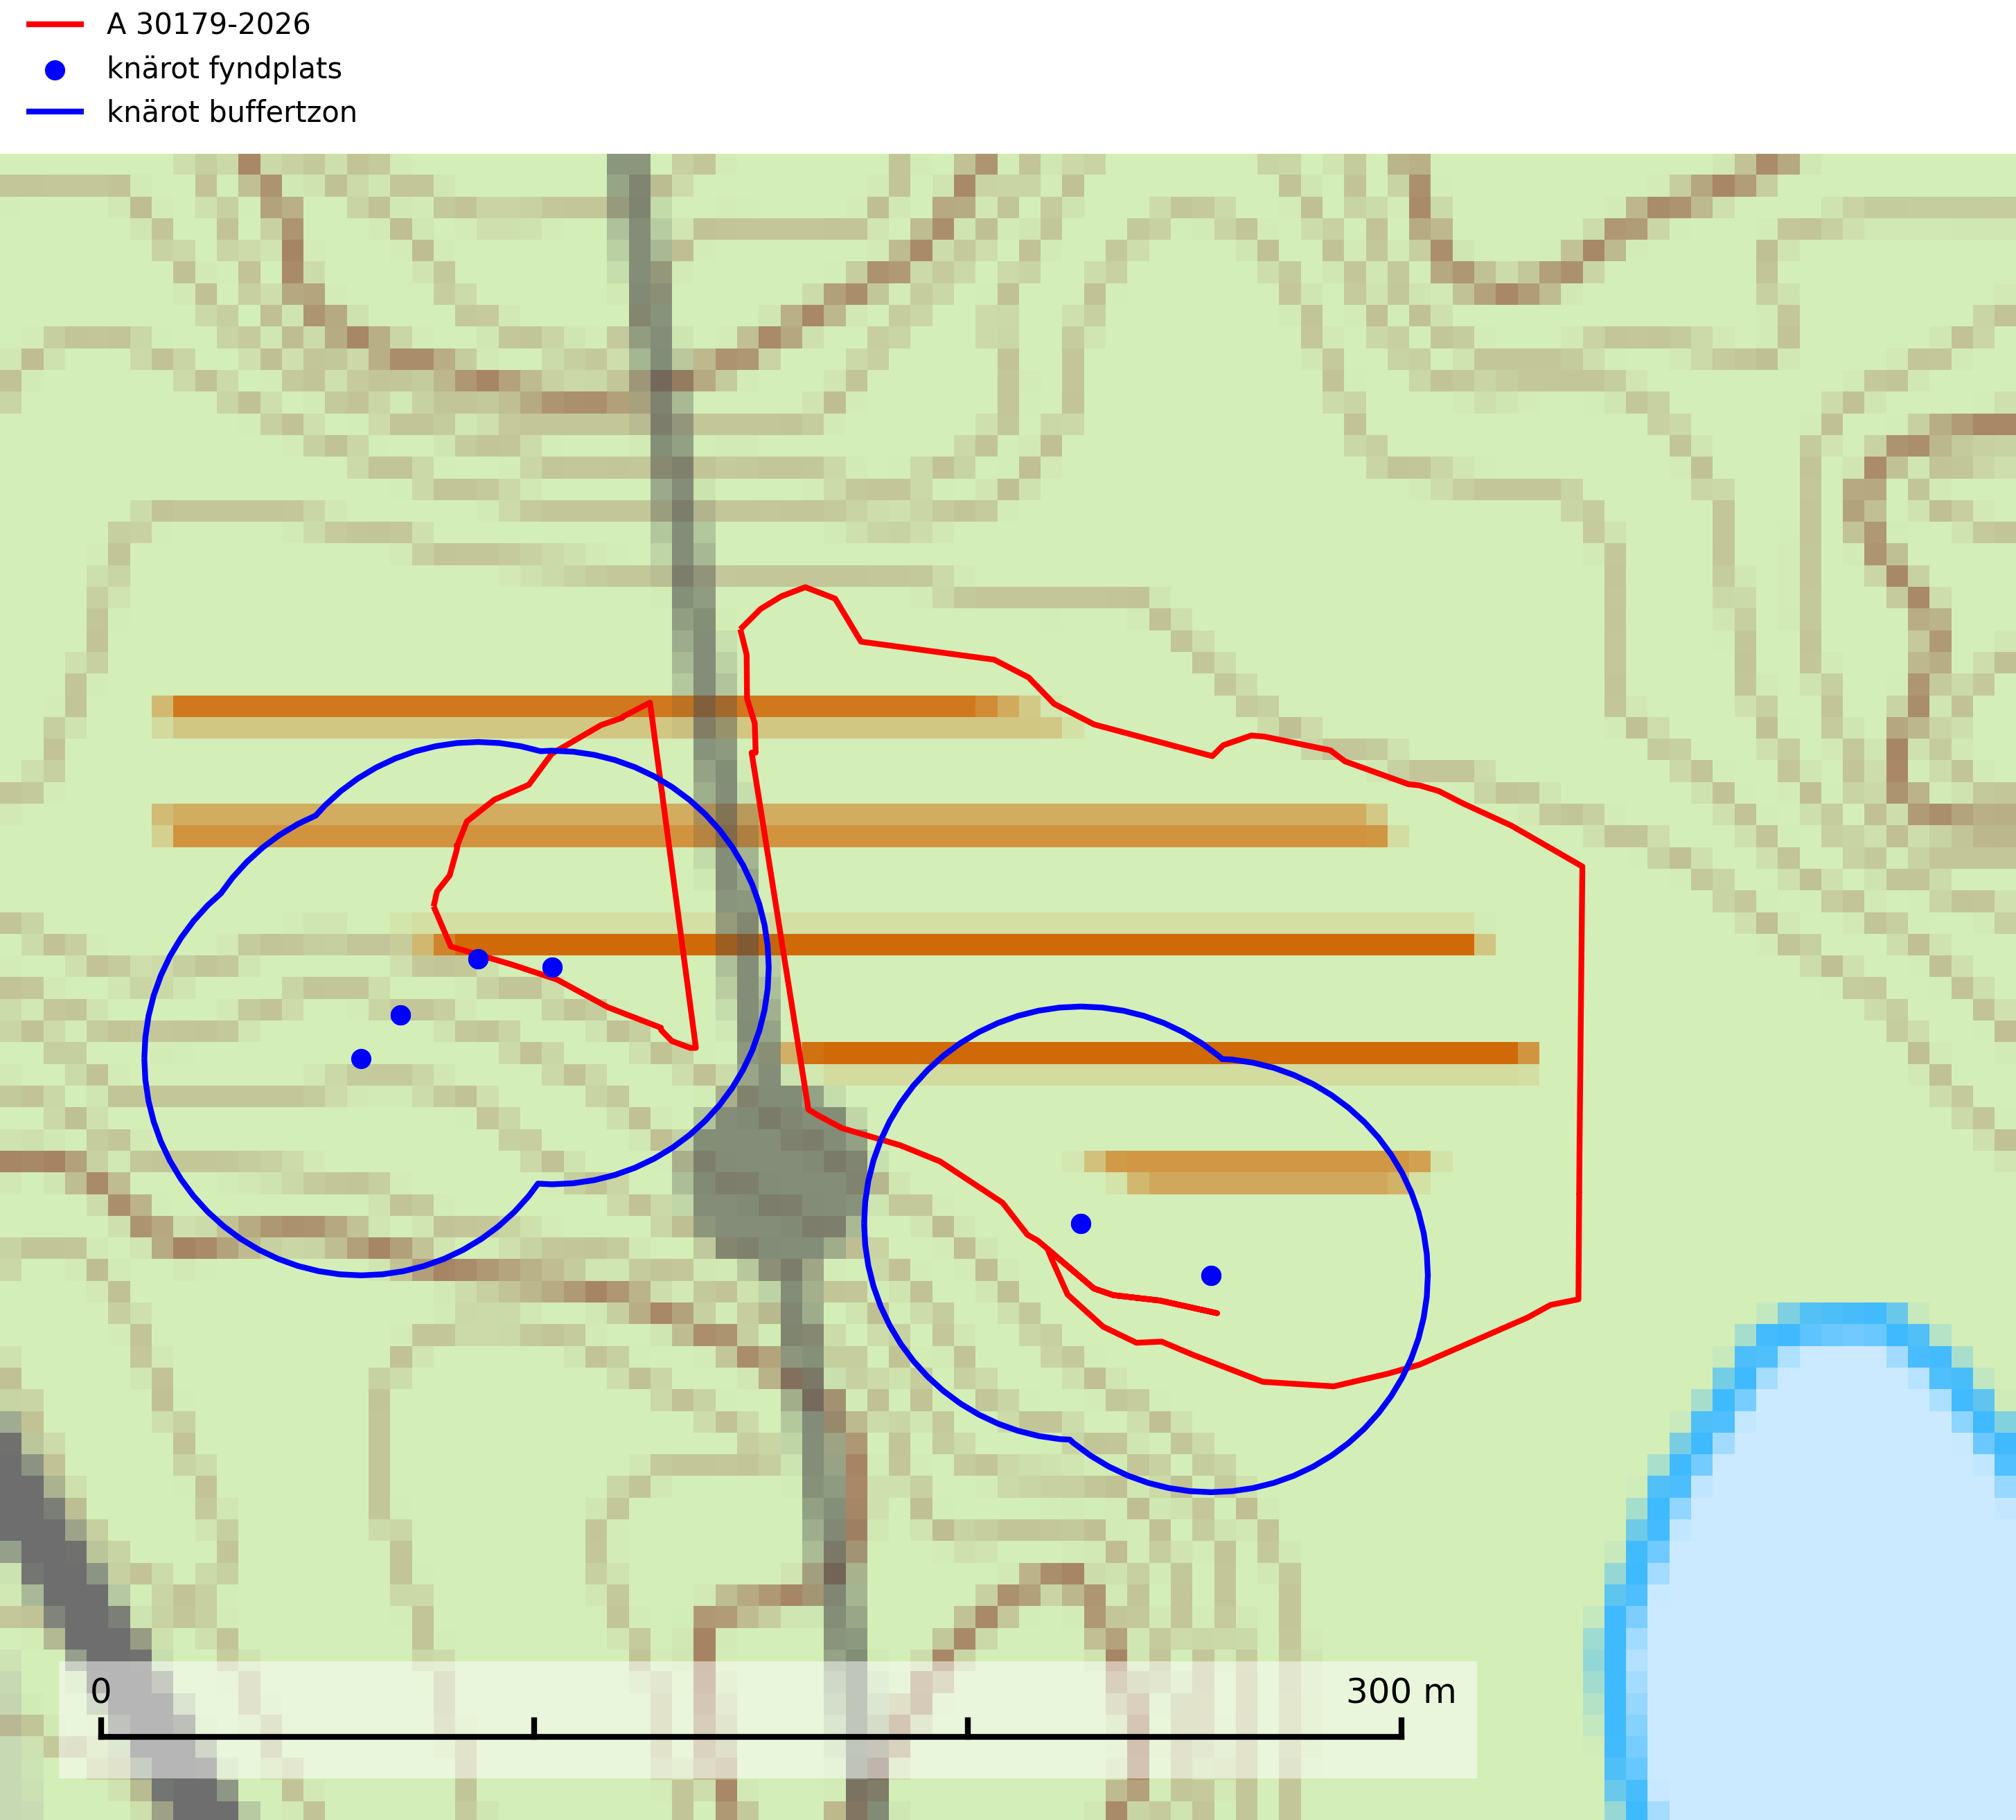 A 30179-2026
knärot fyndplats
knärot buffertzon
0 300 m